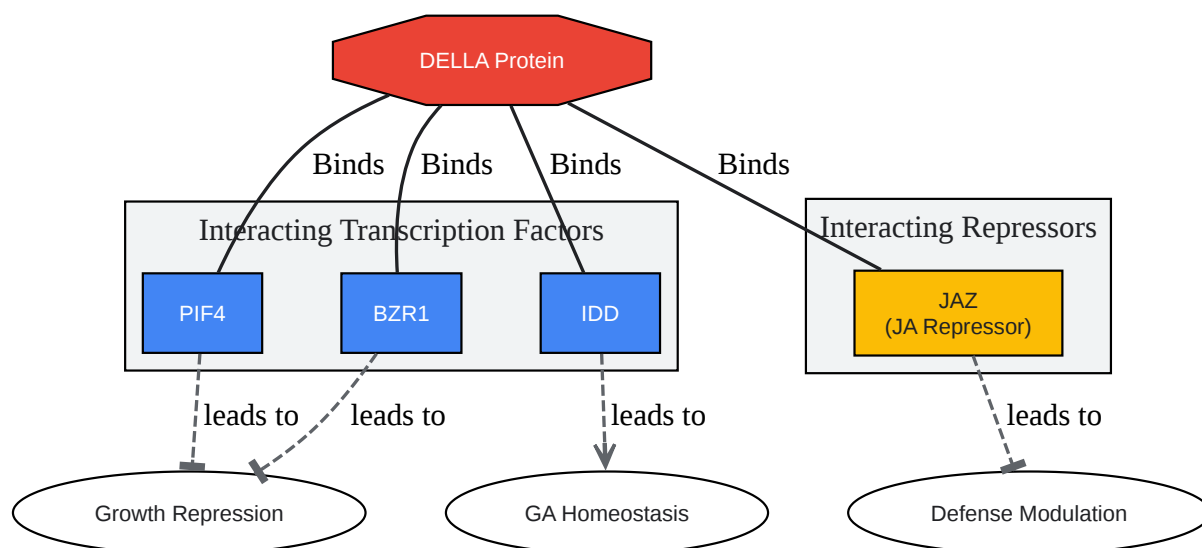 DELLA Protein
Binds
Binds
Binds
Binds
Interacting Transcription Factors
Interacting Repressors
PIF4
BZR1
IDD
JAZ
(JA Repressor)
leads to
leads to
leads to
leads to
Growth Repression
GA Homeostasis
Defense Modulation